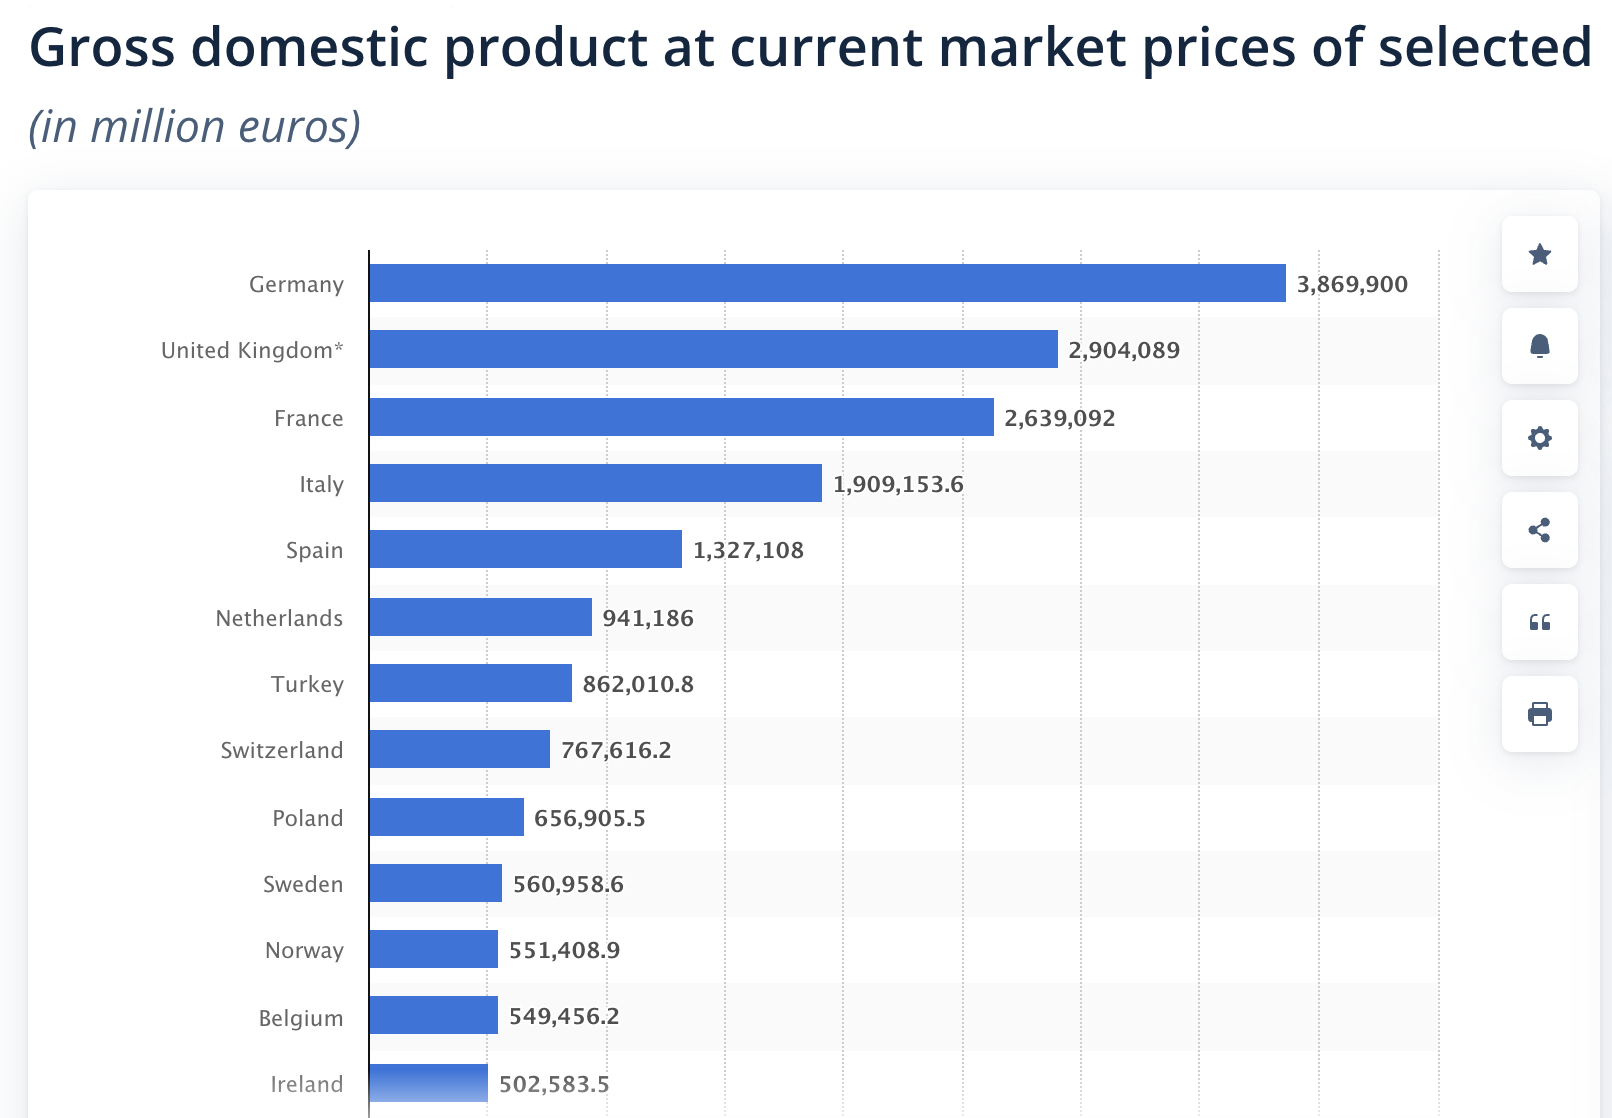 Gross domestic product at current market prices of selected
(in million euros)
Germany 3,869,900
United Kingdom* 2,904,089
France 2,639,092
Italy 1,909,153.6
Spain 1,327,108
Netherlands 941,186
Turkey 862,010.8
Switzerland 767,616.2
Poland 656,905.5
Sweden 560,958.6
Norway 551,408.9
Belgium 549,456.2
Ireland 502,583.5